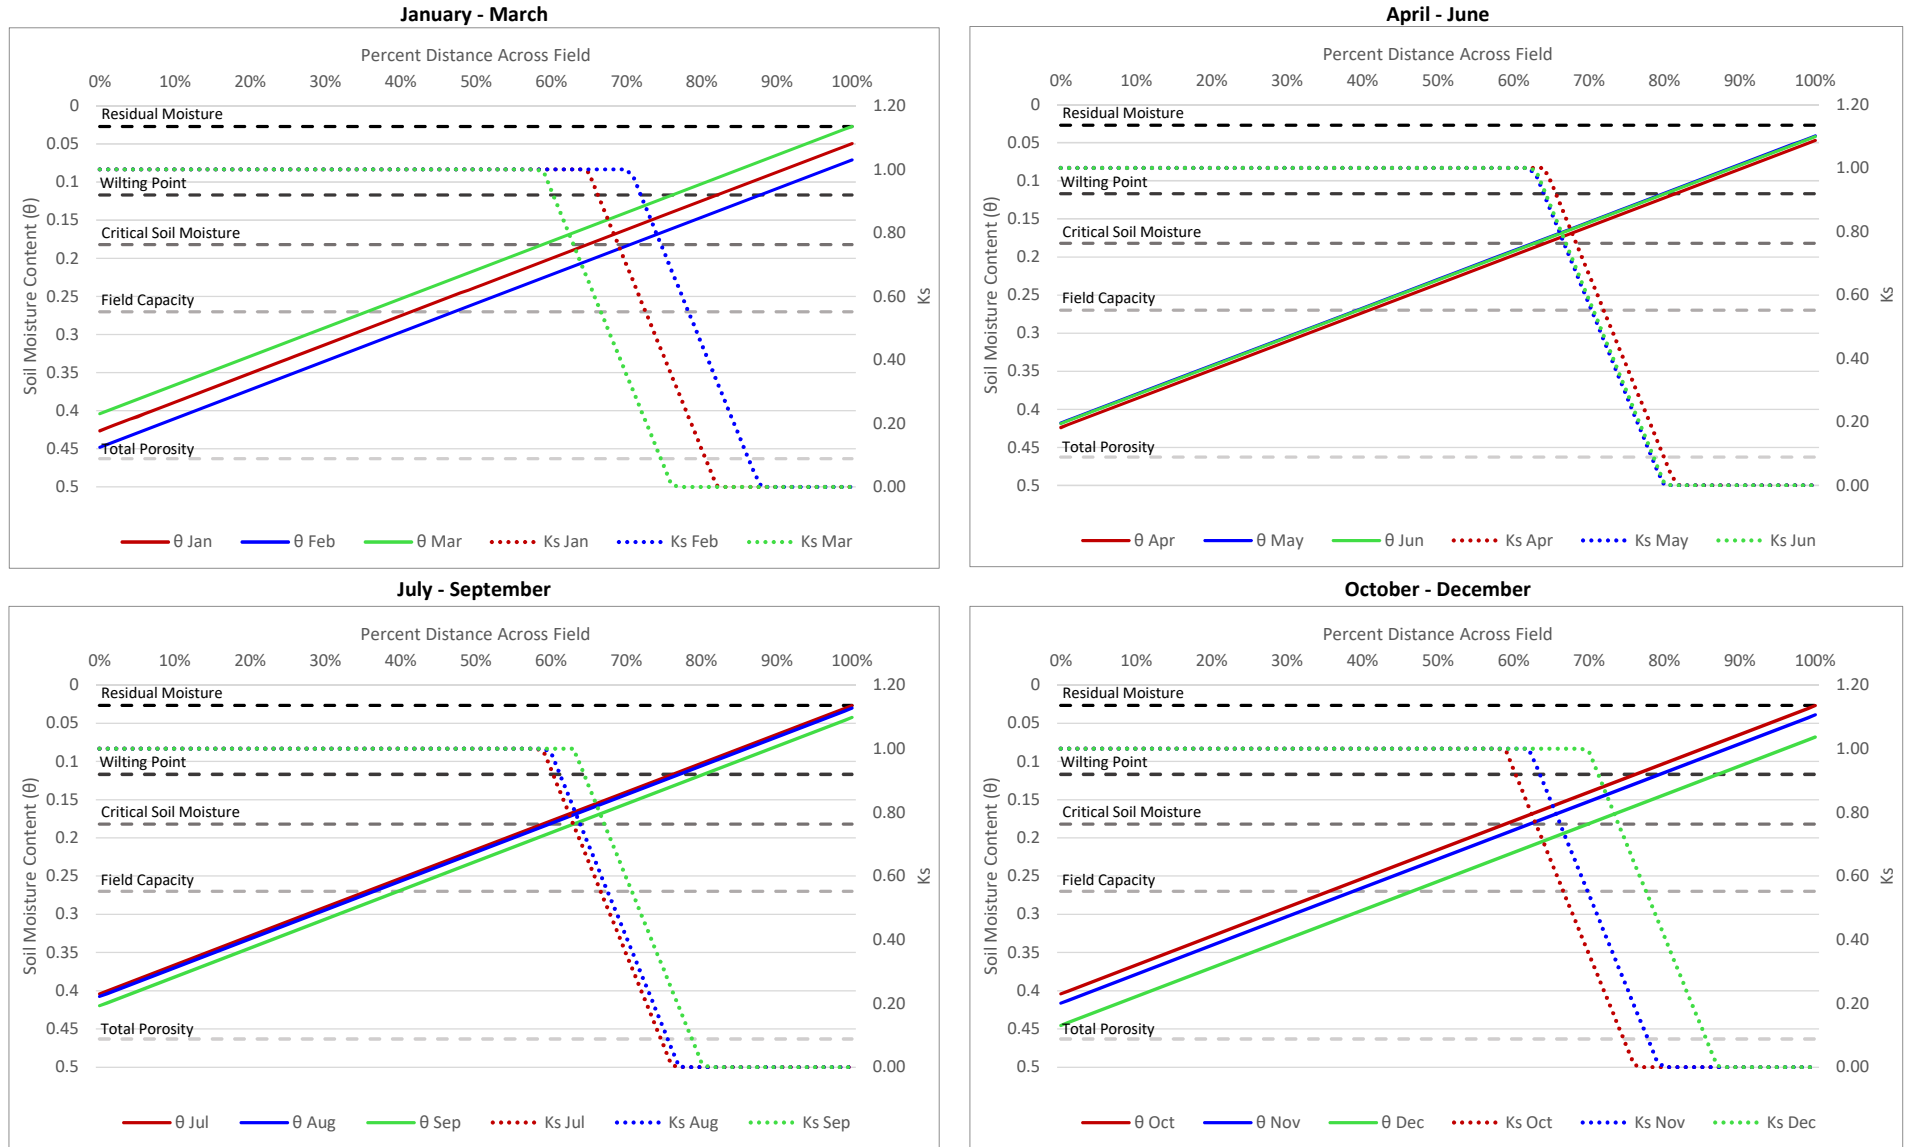 January - March
Percent Distance Across Field
0% 10% 20% 30% 40% 50% 60% 70% 80% 90% 100%
0 1.20
Residual Moisture
0.05
1.00
0.1
Wilting Point
0.15
Critical Soil Moisture 0.80
0.2
0.25
Field Capacity 0.60
0.3
0.35
0.40
0.4
0.20
0.45
Total Porosity
0.5 0.00
Soil Moisture Content (θ)
Ks
θ Jan θ Feb θ Mar Ks Jan Ks Feb Ks Mar
April - June
Percent Distance Across Field
0% 10% 20% 30% 40% 50% 60% 70% 80% 90% 100%
0 1.20
Residual Moisture
0.05
1.00
0.1
Wilting Point
0.15
Critical Soil Moisture 0.80
0.2
0.25
Field Capacity 0.60
0.3
0.35
0.40
0.4
0.20
0.45
Total Porosity
0.5 0.00
Soil Moisture Content (θ)
Ks
θ Apr θ May θ Jun Ks Apr Ks May Ks Jun
July - September
Percent Distance Across Field
0% 10% 20% 30% 40% 50% 60% 70% 80% 90% 100%
0 1.20
Residual Moisture
0.05
1.00
0.1
Wilting Point
0.15
Critical Soil Moisture 0.80
0.2
0.25
Field Capacity 0.60
0.3
0.35
0.40
0.4
0.20
0.45
Total Porosity
0.5 0.00
Soil Moisture Content (θ)
Ks
θ Jul θ Aug θ Sep Ks Jul Ks Aug Ks Sep
October - December
Percent Distance Across Field
0% 10% 20% 30% 40% 50% 60% 70% 80% 90% 100%
0 1.20
Residual Moisture
0.05
1.00
0.1
Wilting Point
0.15
Critical Soil Moisture 0.80
0.2
0.25
Field Capacity 0.60
0.3
0.35
0.40
0.4
0.20
0.45
Total Porosity
0.5 0.00
Soil Moisture Content (θ)
Ks
θ Oct θ Nov θ Dec Ks Oct Ks Nov Ks Dec